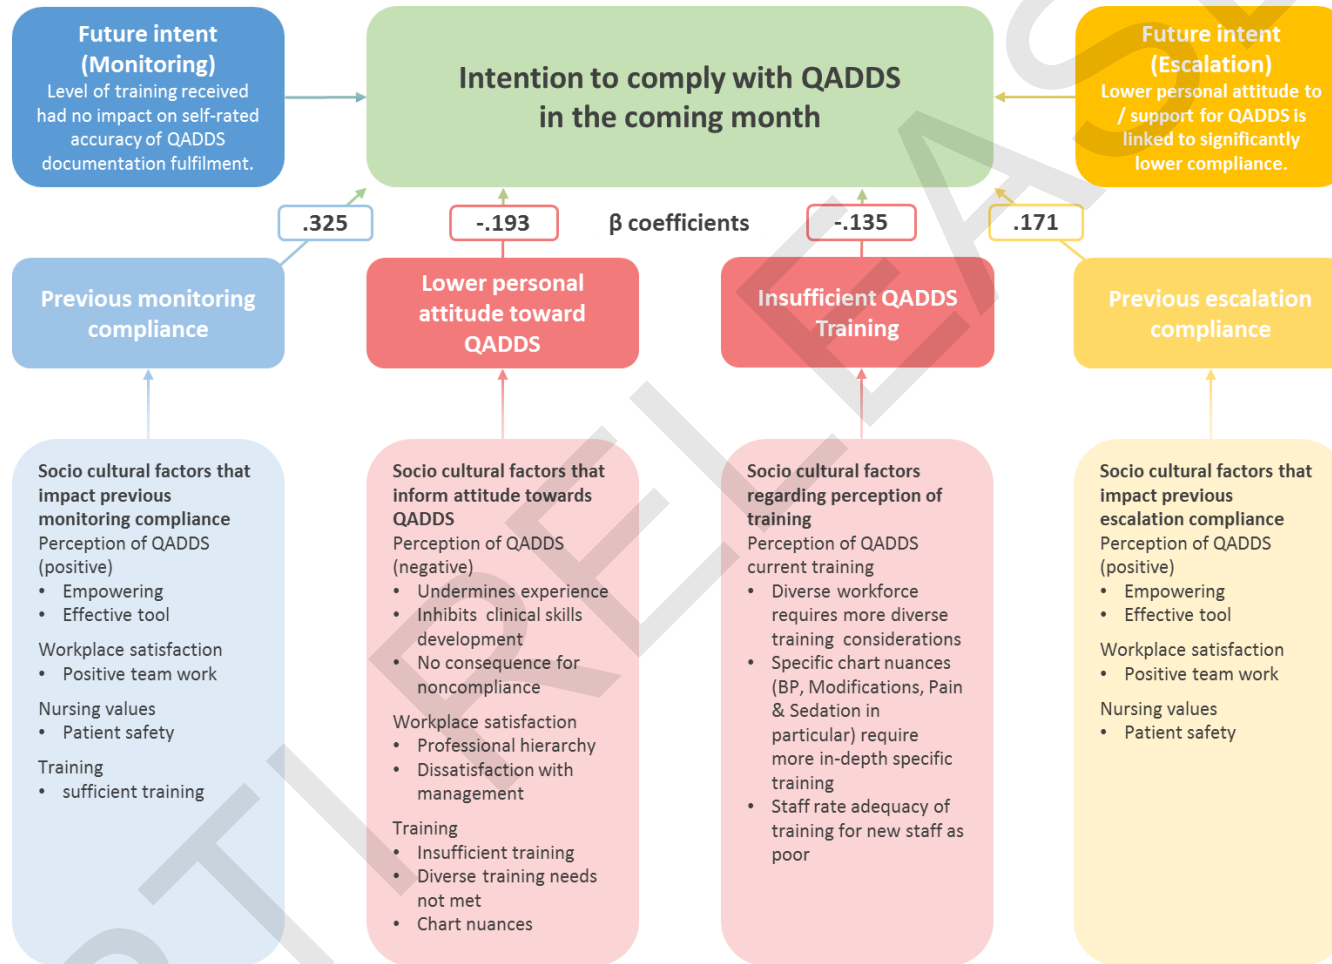 Future intent
(Monitoring)
Level of training received
had no impact on self-rated
accuracy of QADDS
documentation fulfilment.
Intention to comply with QADDS
in the coming month
Future intent
(Escalation)
Lower personal attitude to
/ support for QADDS is
linked to significantly
lower compliance.
.325
-.193
β coefficients
-.135
.171
Previous monitoring
compliance
Lower personal
attitude toward
QADDS
Insufficient QADDS
Training
Previous escalation
compliance
Socio cultural factors that
impact previous
monitoring compliance
Perception of QADDS
(positive)
• Empowering
• Effective tool
Workplace satisfaction
• Positive team work
Nursing values
• Patient safety
Training
• sufficient training
Socio cultural factors that
inform attitude towards
QADDS
Perception of QADDS
(negative)
• Undermines experience
• Inhibits clinical skills
development
• No consequence for
noncompliance
Workplace satisfaction
• Professional hierarchy
• Dissatisfaction with
management
Training
• Insufficient training
• Diverse training needs
not met
• Chart nuances
Socio cultural factors
regarding perception of
training
Perception of QADDS
current training
• Diverse workforce
requires more diverse
training considerations
• Specific chart nuances
(BP, Modifications, Pain
& Sedation in
particular) require
more in-depth specific
training
• Staff rate adequacy of
training for new staff as
poor
Socio cultural factors that
impact previous
escalation compliance
Perception of QADDS
(positive)
• Empowering
• Effective tool
Workplace satisfaction
• Positive team work
Nursing values
• Patient safety
RTI RELEASE